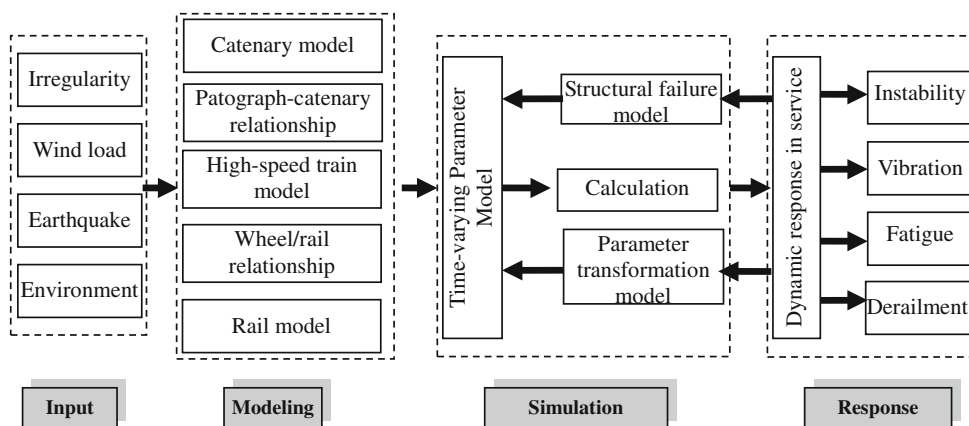 Irregularity
Wind load
Earthquake
Environment
Catenary model
Patograph-catenary
relationship
High-speed train
model
Wheel/rail
relationship
Rail model
Time-varying Parameter
Model
Structural failure
model
Calculation
Parameter
transformation
model
Dynamic response in service
Instability
Vibration
Fatigue
Derailment
Input
Modeling
Simulation
Response